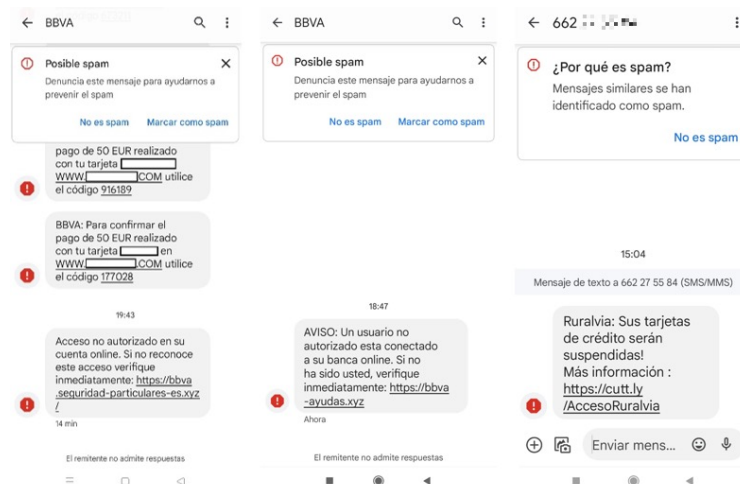 BBVA
Posible spam
Denuncia este mensaje para ayudarnos a
prevenir el spam
No es spam Marcar como spam
pago de 50 EUR realizado
con tu tarjeta
WWW. COM utilice
el código 916189
BBVA: Para confirmar el
pago de 50 EUR realizado
con tu tarjeta en
WWW. .COM utilice
el código 177028
19:43
Acceso no autorizado en su
cuenta online. Si no reconoce
este acceso verifique
inmediatamente: https://bbva
.seguridad-particulares-es.xyz
/
14 min
El remitente no admite respuestas
BBVA
Posible spam
Denuncia este mensaje para ayudarnos a
prevenir el spam
No es spam Marcar como spam
18:47
AVISO: Un usuario no
autorizado esta conectado
a su banca online. Si no
ha sido usted, verifique
inmediatamente: https://bbva
-ayudas.xyz
Ahora
El remitente no admite respuestas
662
¿Por qué es spam?
Mensajes similares se han
identificado como spam.
No es spam
15:04
Mensaje de texto a 662 27 55 84 (SMS/MMS)
Ruralvia: Sus tarjetas
de crédito serán
suspendidas!
Más información :
https://cutt.ly
/AccesoRuralvia
Enviar mens...